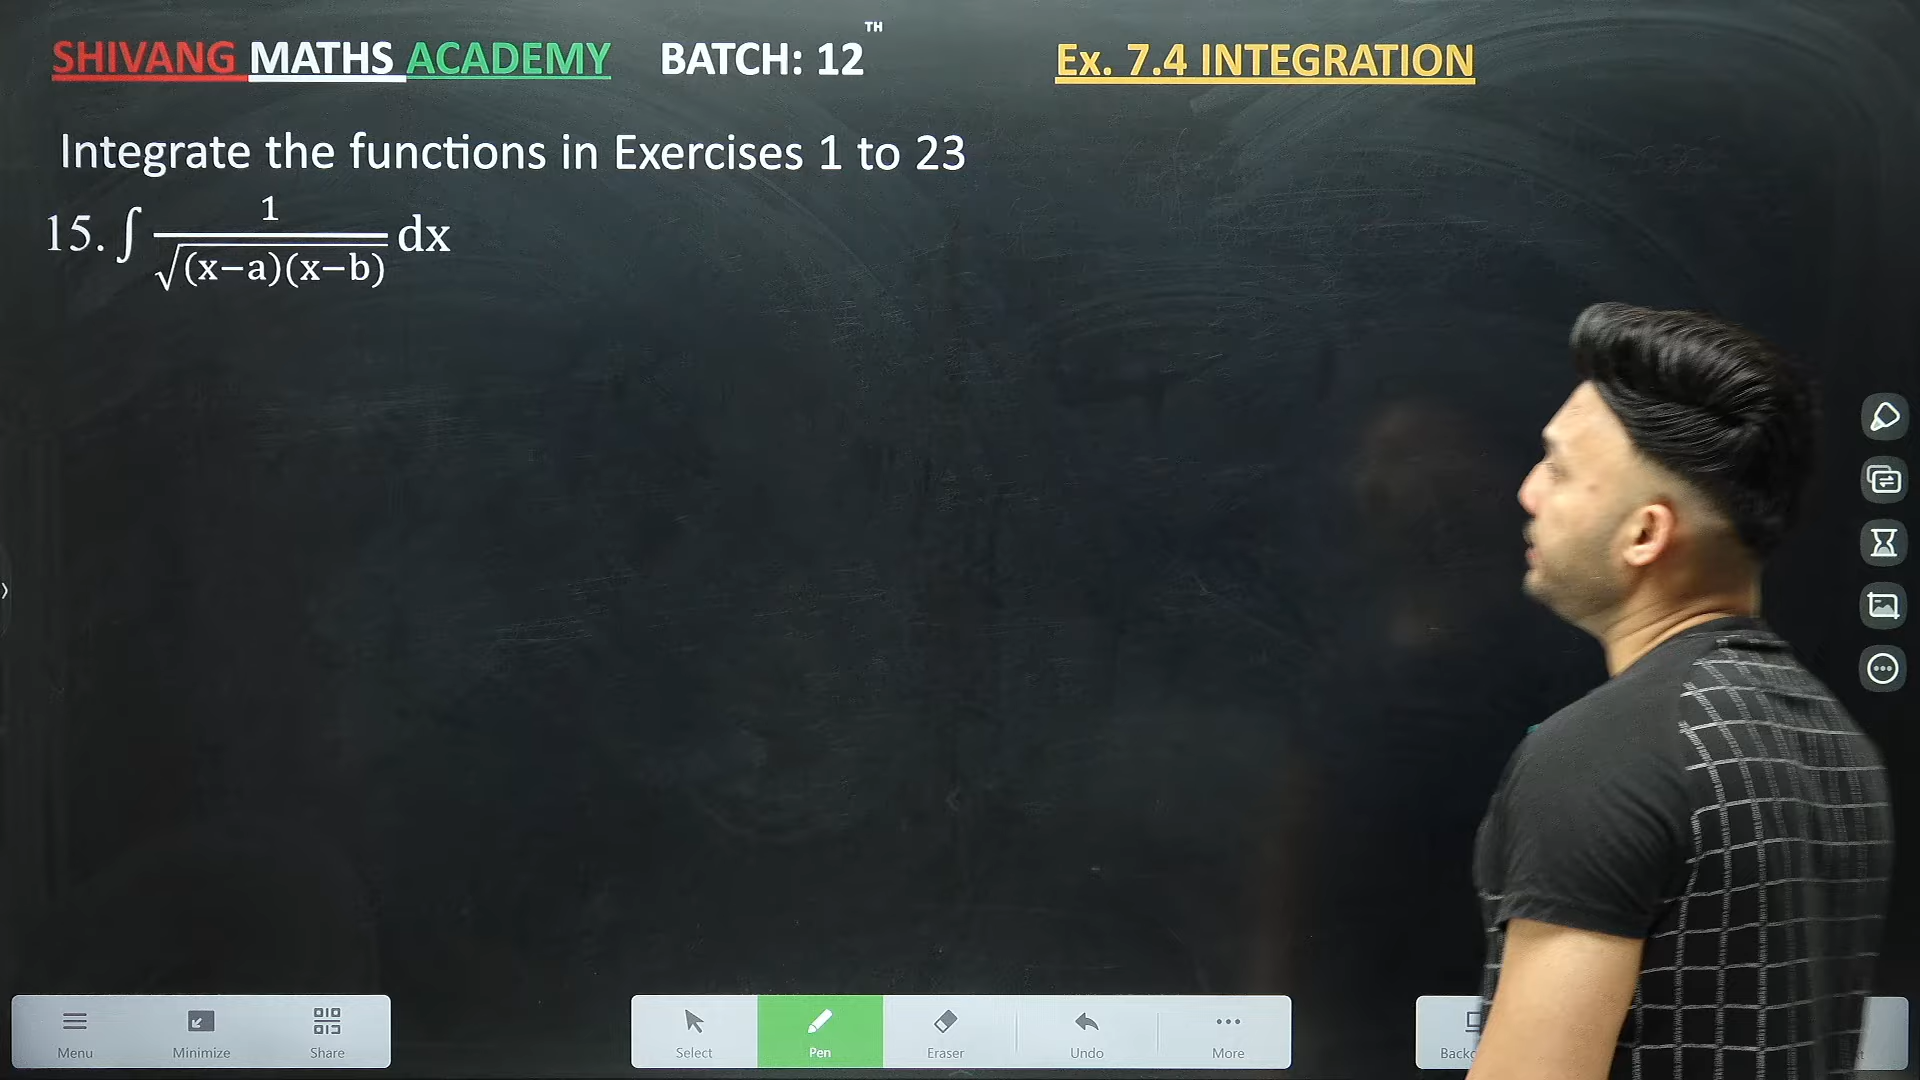 SHIVANG MATHS ACADEMY BATCH: 12TH Ex. 7.4 INTEGRATION
Integrate the functions in Exercises 1 to 23
15. ∫ 1/√((x−a)(x−b)) dx
Menu Minimize Share Select Pen Eraser Undo More